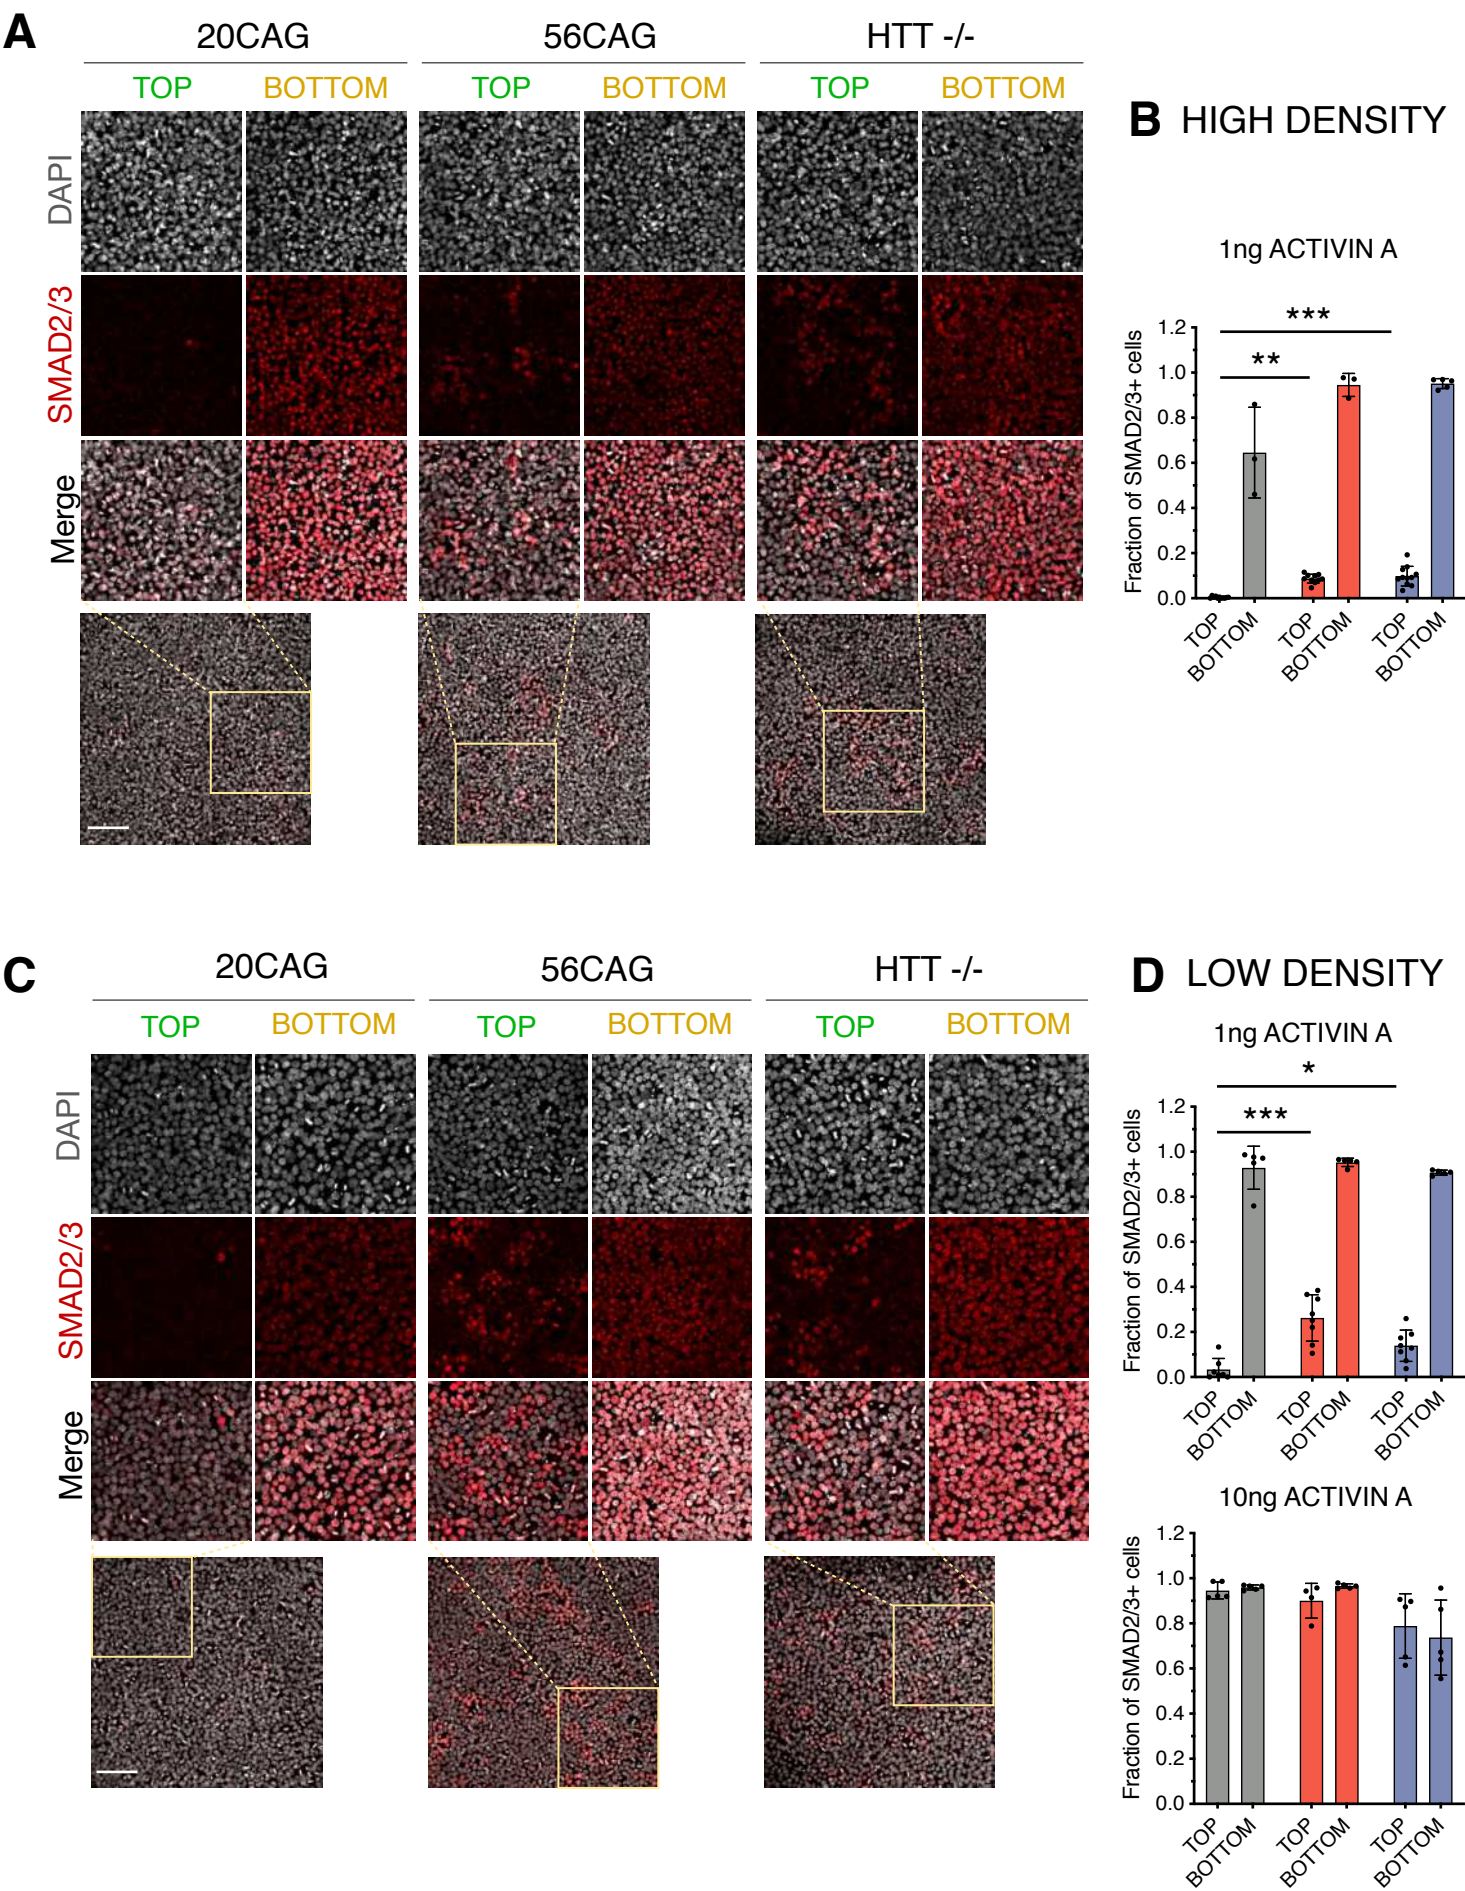 A
20CAG 56CAG HTT -/-
TOP BOTTOM TOP BOTTOM TOP BOTTOM
DAPI
SMAD2/3
Merge
B HIGH DENSITY
1ng ACTIVIN A
***
**
Fraction of SMAD2/3+ cells
1.2
1.0
0.8
0.6
0.4
0.2
0.0
TOP BOTTOM TOP BOTTOM TOP BOTTOM
C
20CAG 56CAG HTT -/-
TOP BOTTOM TOP BOTTOM TOP BOTTOM
DAPI
SMAD2/3
Merge
D LOW DENSITY
1ng ACTIVIN A
*
***
Fraction of SMAD2/3+ cells
1.2
1.0
0.8
0.6
0.4
0.2
0.0
TOP BOTTOM TOP BOTTOM TOP BOTTOM
10ng ACTIVIN A
Fraction of SMAD2/3+ cells
1.2
1.0
0.8
0.6
0.4
0.2
0.0
TOP BOTTOM TOP BOTTOM TOP BOTTOM